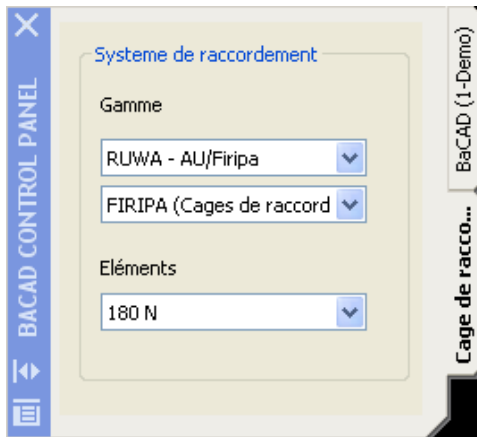 BACAD CONTROL PANEL
Systeme de raccordement
Gamme
RUWA - AU/Firipa
FIRIPA (Cages de raccord
Eléments
180 N
BaCAD (1-Demo)
Cage de racco...